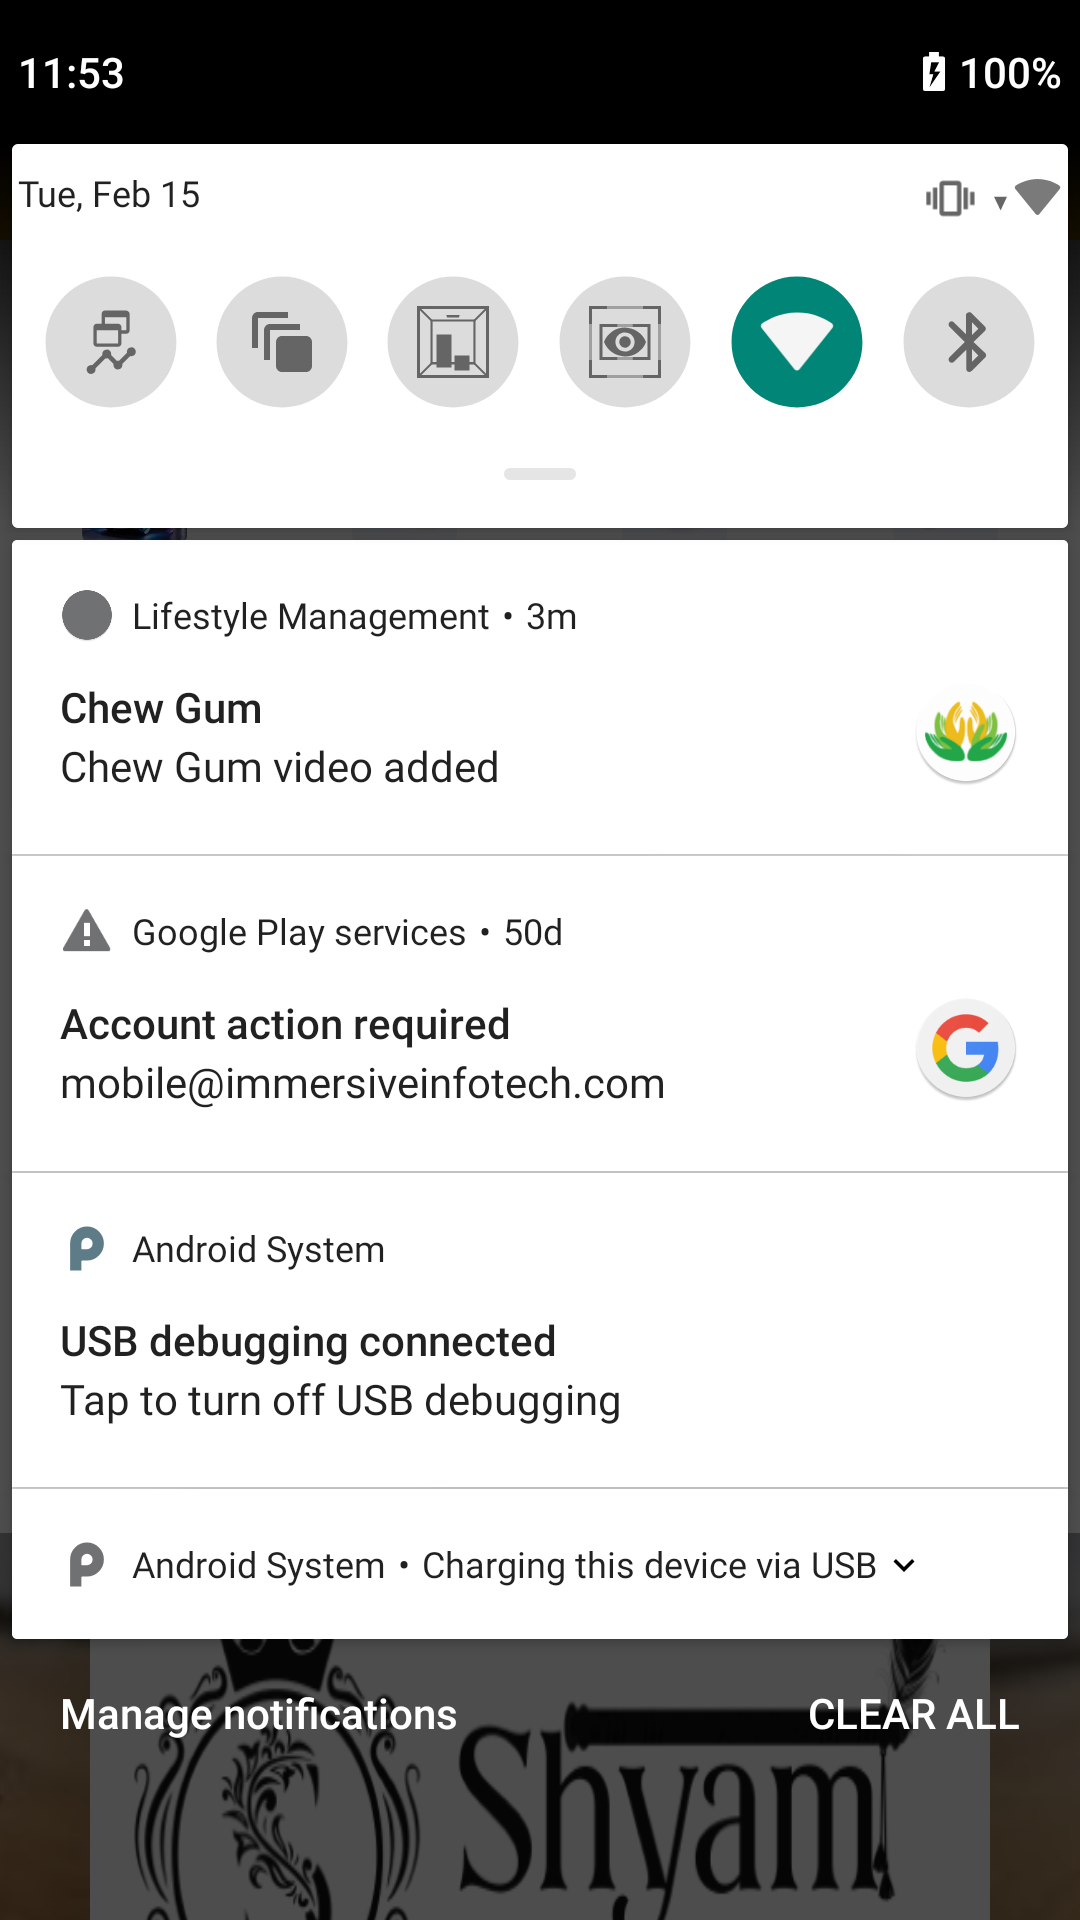 11:53 100%
Tue, Feb 15
Lifestyle Management • 3m
Chew Gum
Chew Gum video added
Google Play services • 50d
Account action required
mobile@immersiveinfotech.com
Android System
USB debugging connected
Tap to turn off USB debugging
Android System • Charging this device via USB
Manage notifications CLEAR ALL
Shyam